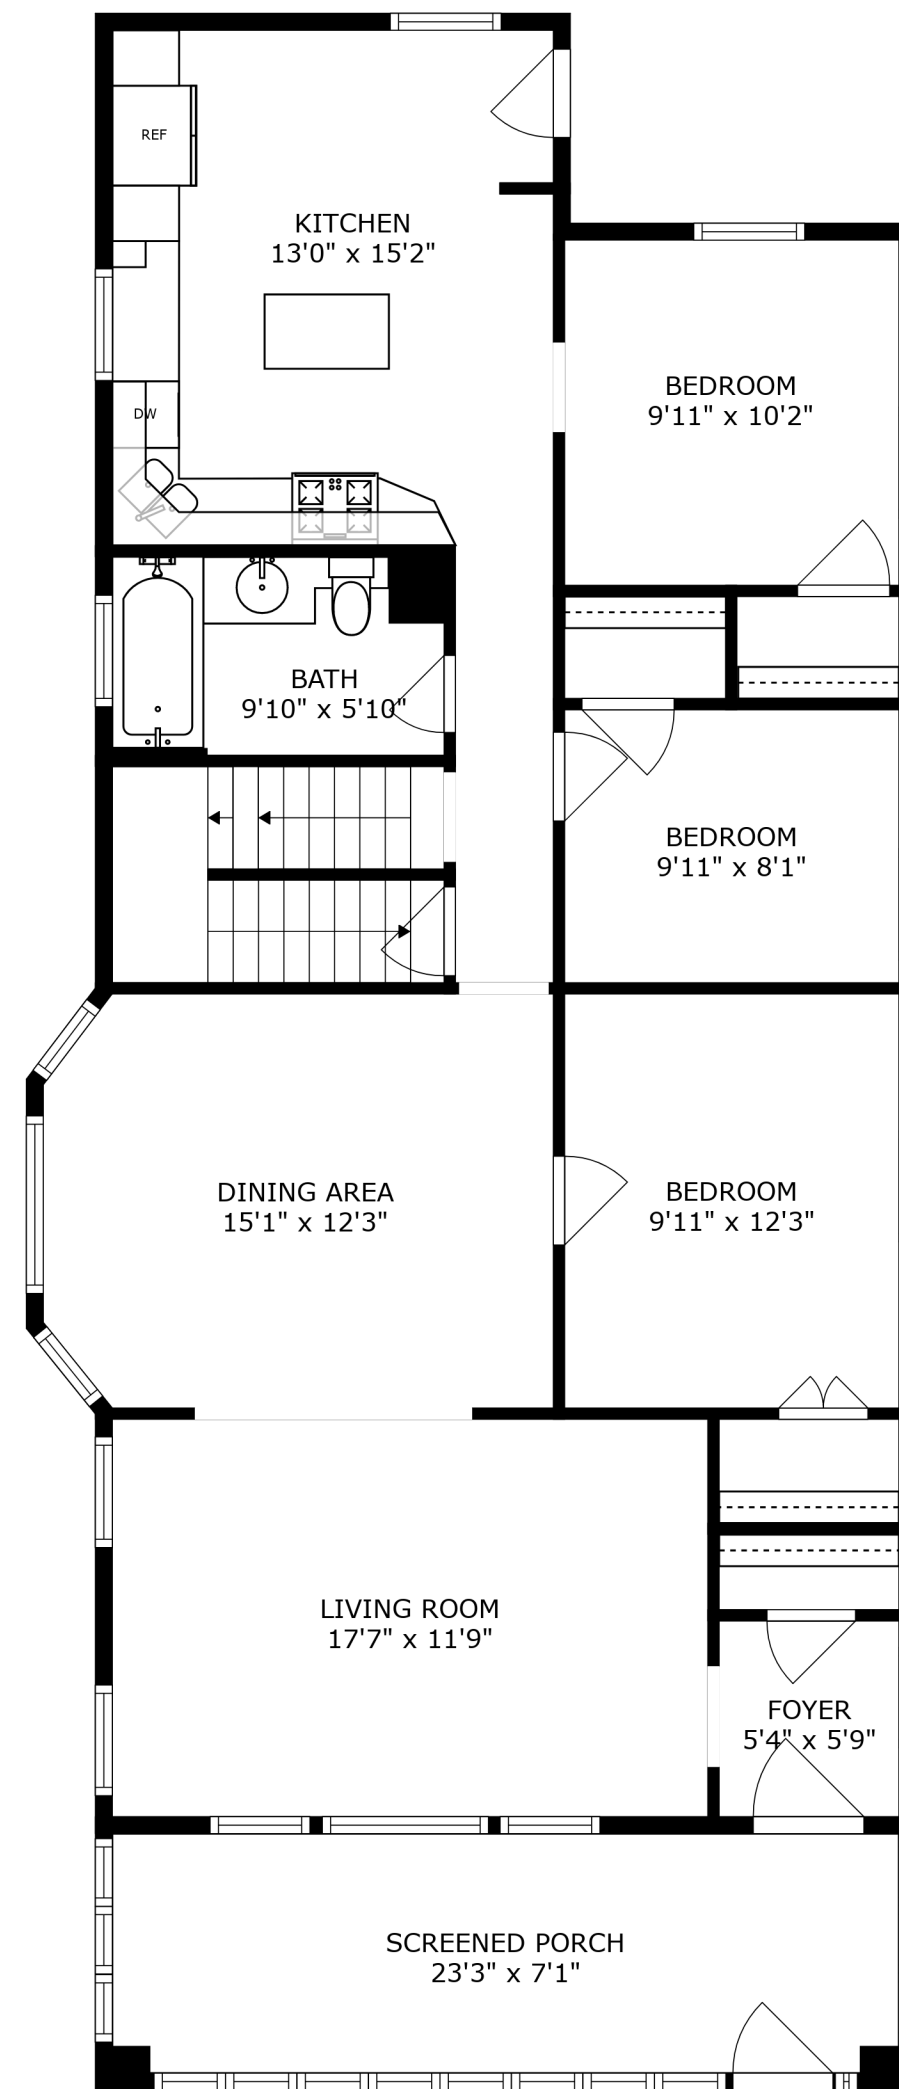 REF
KITCHEN
13'0" x 15'2"
BEDROOM
9'11" x 10'2"
DW
BATH
9'10" x 5'10"
BEDROOM
9'11" x 8'1"
DINING AREA
15'1" x 12'3"
BEDROOM
9'11" x 12'3"
LIVING ROOM
17'7" x 11'9"
FOYER
5'4" x 5'9"
SCREENED PORCH
23'3" x 7'1"